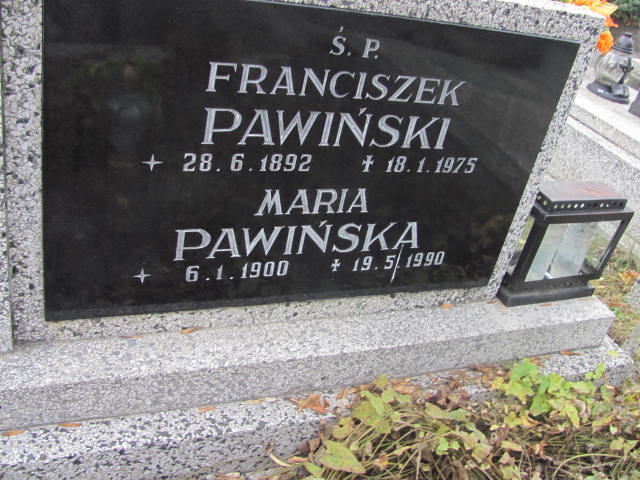 Ś. P.
FRANCISZEK
PAWIŃSKI
28. 6. 1892 ✝ 18. 1. 1975
MARIA
PAWIŃSKA
6. 1. 1900 ✝ 19. 5. 1990